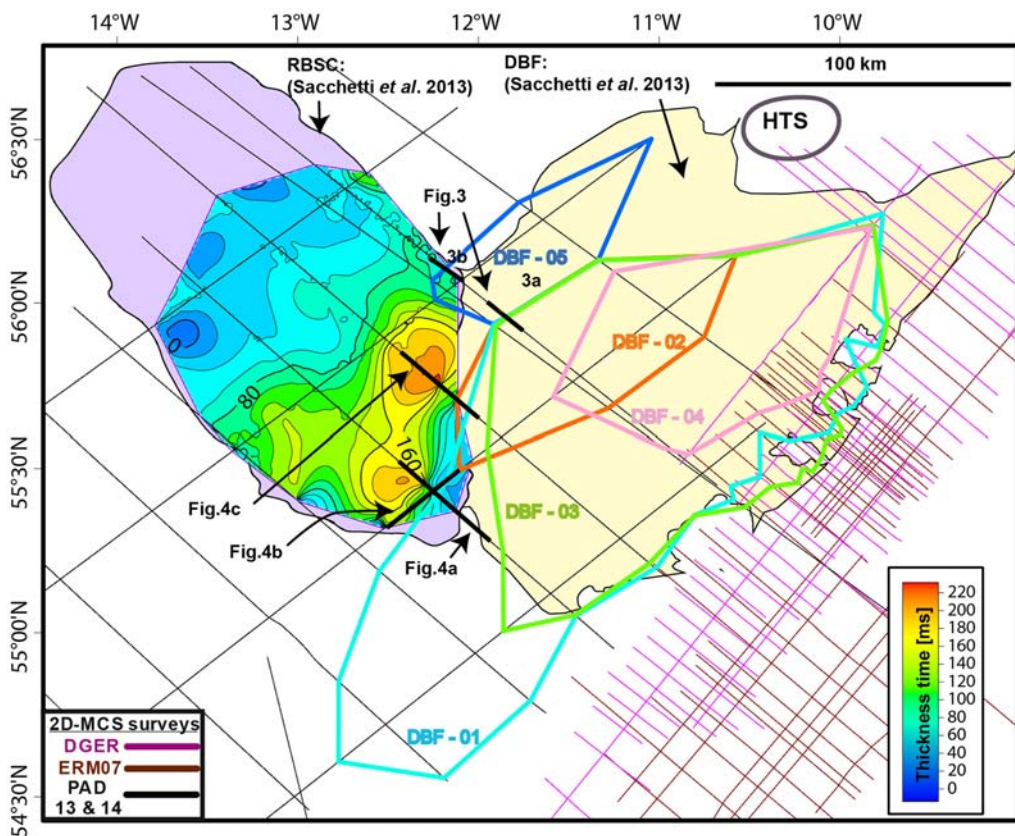 14°W
13°W
12°W
11°W
10°W
RBSC:
(Sacchetti et al. 2013)
DBF:
(Sacchetti et al. 2013)
100 km
HTS
56°30'N
56°00'N
55°30'N
55°00'N
54°30'N
Fig.3
3b
3a
DBF - 05
DBF - 02
DBF - 04
DBF - 03
DBF - 01
0
80
160
Fig.4c
Fig.4b
Fig.4a
2D-MCS surveys
DGER
ERM07
PAD
13 & 14
Thickness time [ms]
220
200
180
160
140
120
100
80
60
40
20
0